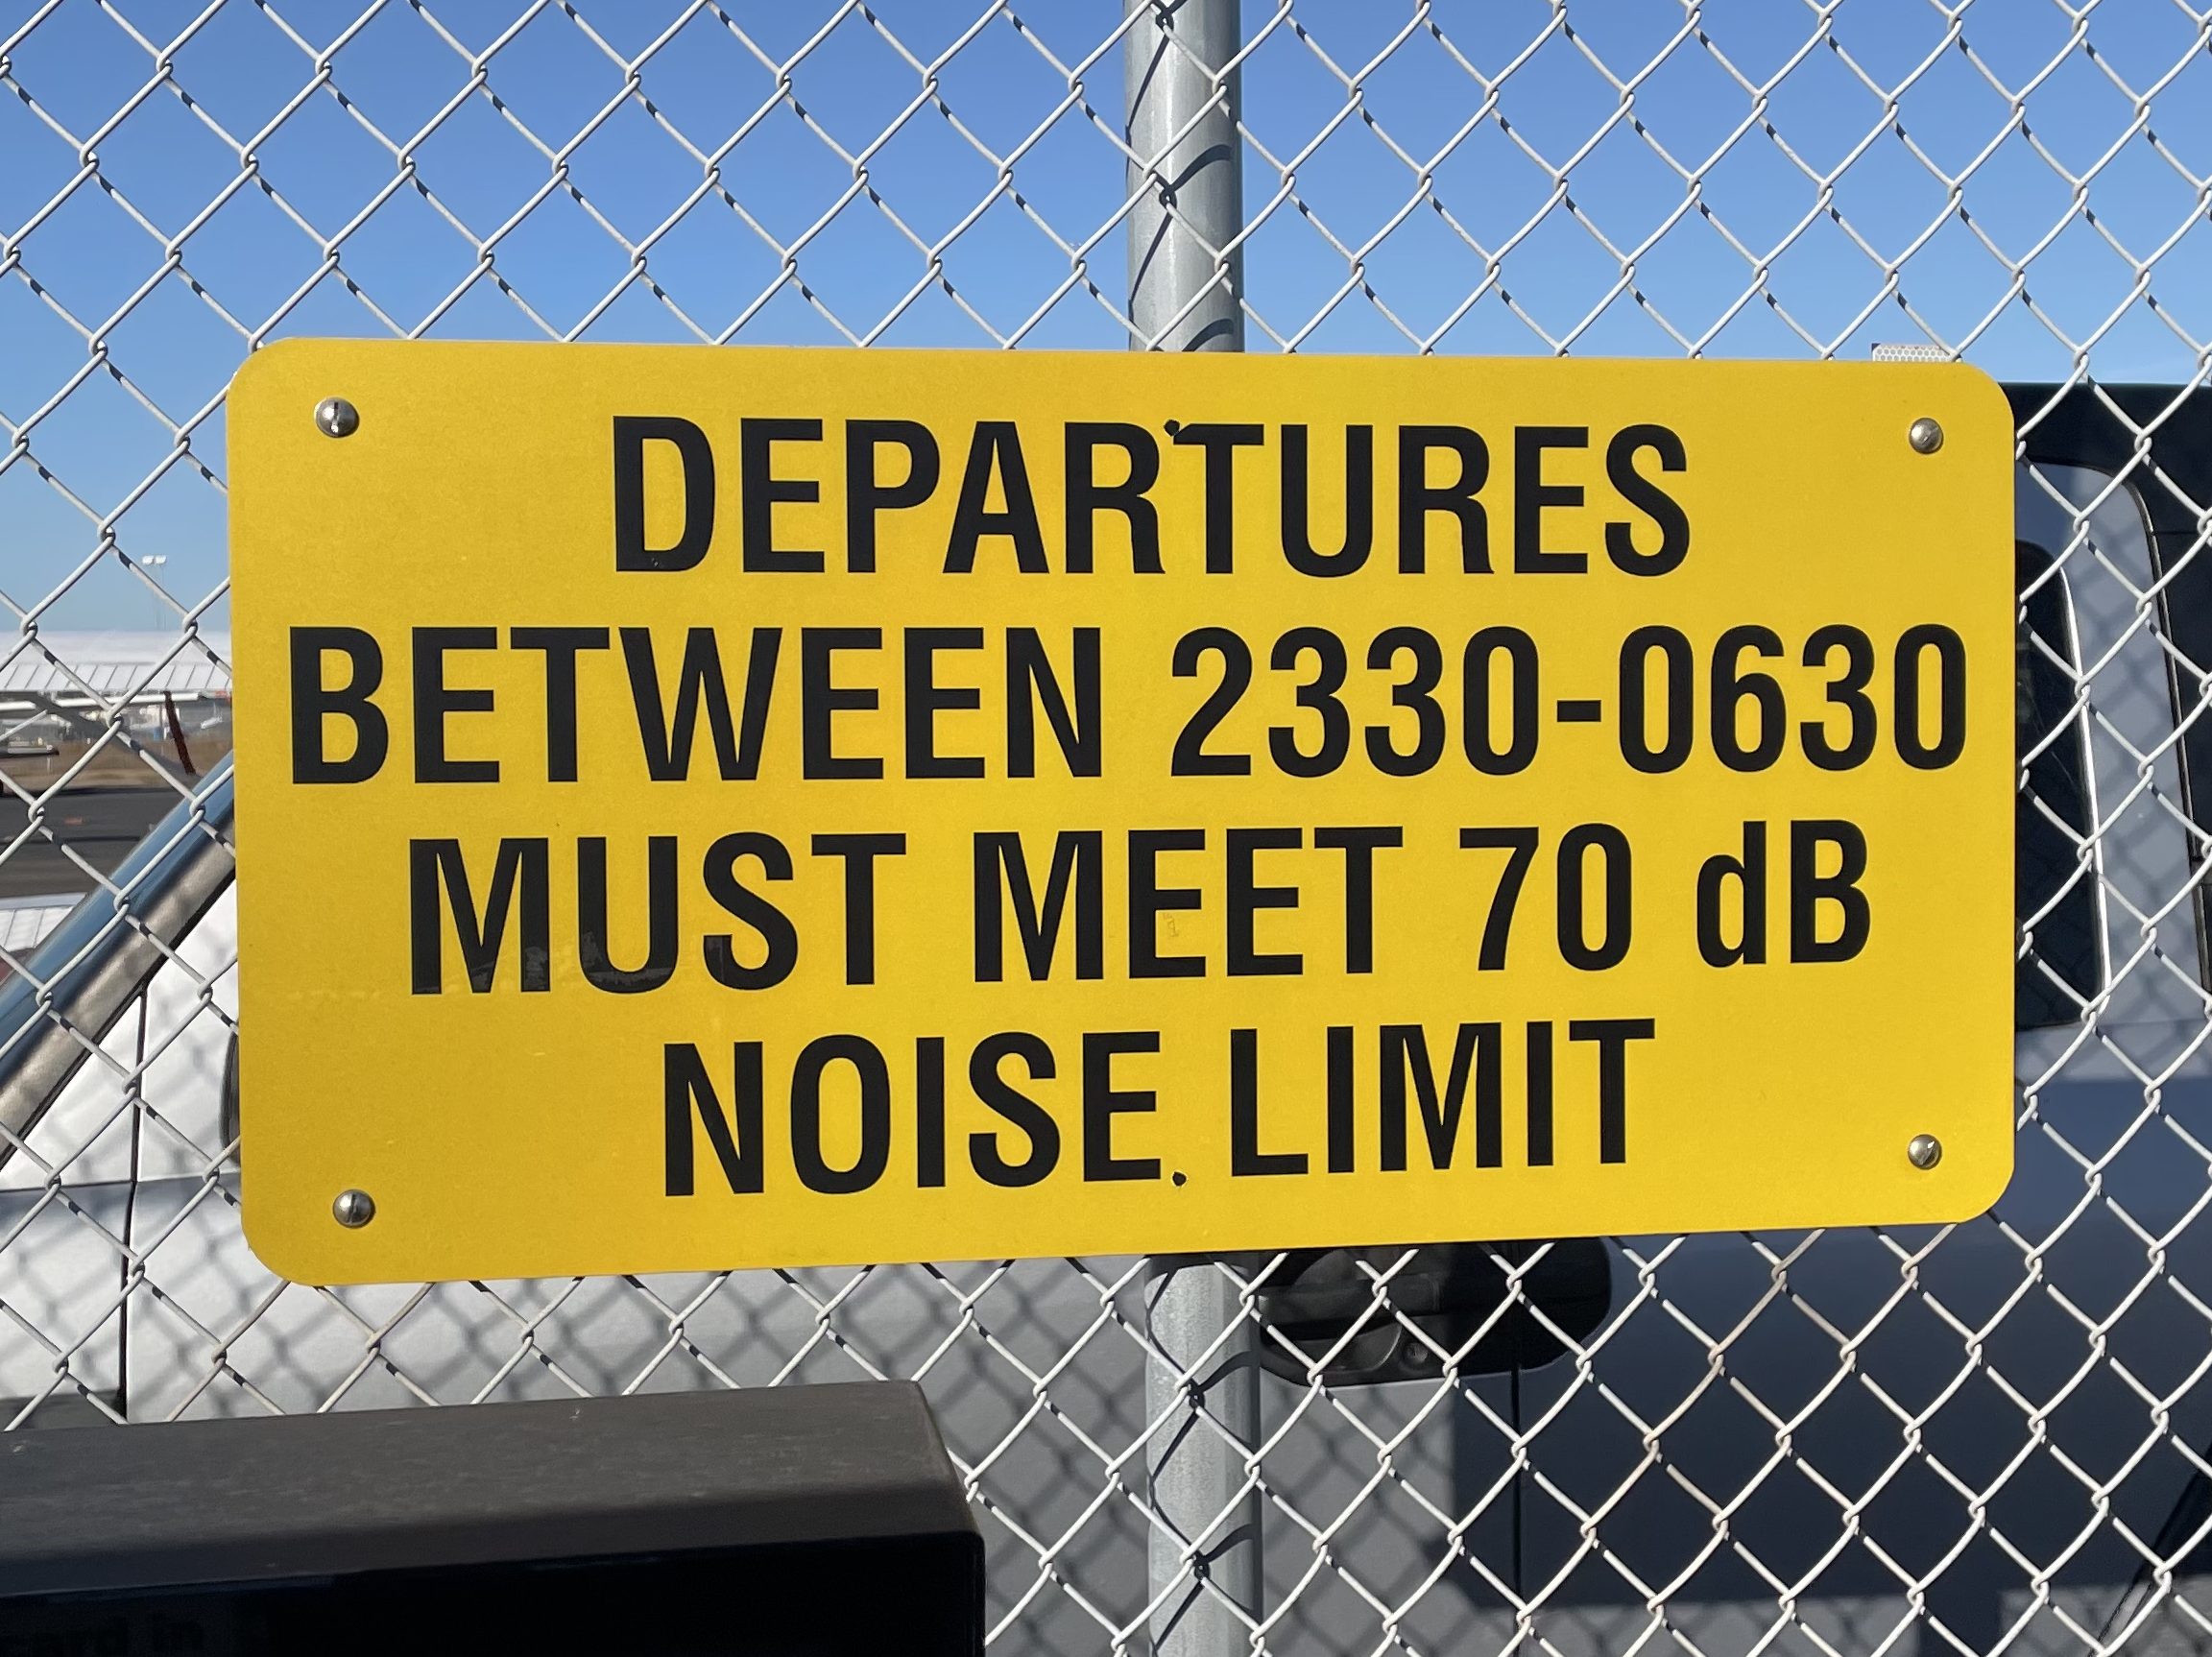 DEPARTURES
BETWEEN 2330-0630
MUST MEET 70 dB
NOISE LIMIT